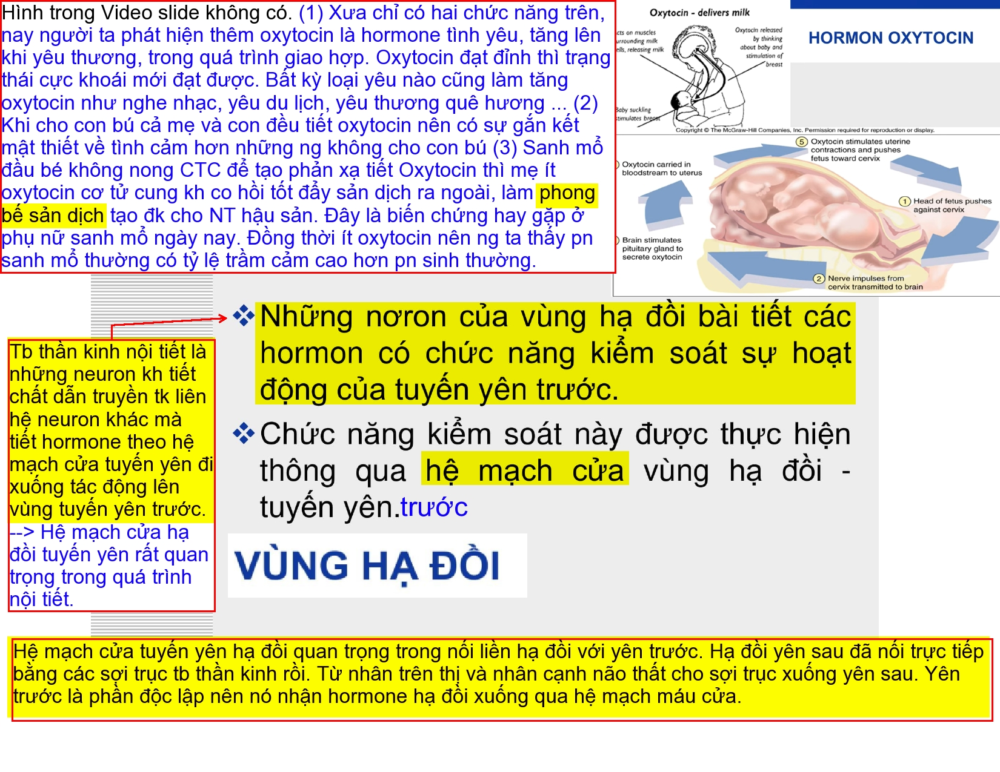 Hình trong Video slide không có. (1) Xưa chỉ có hai chức năng trên,
nay người ta phát hiện thêm oxytocin là hormone tình yêu, tăng lên
khi yêu thương, trong quá trình giao hợp. Oxytocin đạt đỉnh thì trạng
thái cực khoái mới đạt được. Bất kỳ loại yêu nào cũng làm tăng
oxytocin như nghe nhạc, yêu du lịch, yêu thương quê hương ... (2)
Khi cho con bú cả mẹ và con đều tiết oxytocin nên có sự gắn kết
mật thiết về tình cảm hơn những ng không cho con bú (3) Sanh mổ
đầu bé không nong CTC để tạo phản xạ tiết Oxytocin thì mẹ ít
oxytocin cơ tử cung kh co hồi tốt đẩy sản dịch ra ngoài, làm phong
bế sản dịch tạo đk cho NT hậu sản. Đây là biến chứng hay gặp ở
phụ nữ sanh mổ ngày nay. Đồng thời ít oxytocin nên ng ta thấy pn
sanh mổ thường có tỷ lệ trầm cảm cao hơn pn sinh thường.
Oxytocin - delivers milk
cts on muscles
urrounding milk
ells, releasing milk
Oxytocin released
by thinking
about baby and
stimulation of
breast
Baby suckling
stimulates breast
HORMON OXYTOCIN
Copyright © The McGraw-Hill Companies, Inc. Permission required for reproduction or display.
5 Oxytocin stimulates uterine
contractions and pushes
fetus toward cervix
Oxytocin carried in
bloodstream to uterus
1 Head of fetus pushes
against cervix
Brain stimulates
pituitary gland to
secrete oxytocin
2 Nerve impulses from
cervix transmitted to brain
Những nơron của vùng hạ đồi bài tiết các
hormon có chức năng kiểm soát sự hoạt
động của tuyến yên trước.
Chức năng kiểm soát này được thực hiện
thông qua hệ mạch cửa vùng hạ đồi -
tuyến yên.trước
VÙNG HẠ ĐỒI
Tb thần kinh nội tiết là
những neuron kh tiết
chất dẫn truyền tk liên
hệ neuron khác mà
tiết hormone theo hệ
mạch cửa tuyến yên đi
xuống tác động lên
vùng tuyến yên trước.
--> Hệ mạch cửa hạ
đồi tuyến yên rất quan
trọng trong quá trình
nội tiết.
Hệ mạch cửa tuyến yên hạ đồi quan trọng trong nối liền hạ đồi với yên trước. Hạ đồi yên sau đã nối trực tiếp
bằng các sợi trục tb thần kinh rồi. Từ nhân trên thị và nhân cạnh não thất cho sợi trục xuống yên sau. Yên
trước là phần độc lập nên nó nhận hormone hạ đồi xuống qua hệ mạch máu cửa.